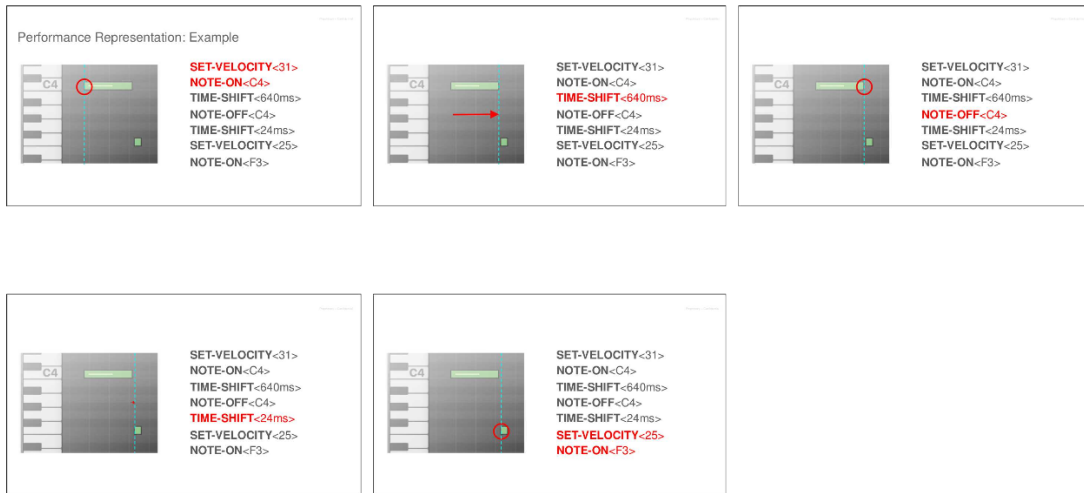 Performance Representation: Example
C4
SET-VELOCITY<31>
NOTE-ON<C4>
TIME-SHIFT<640ms>
NOTE-OFF<C4>
TIME-SHIFT<24ms>
SET-VELOCITY<25>
NOTE-ON<F3>
C4
SET-VELOCITY<31>
NOTE-ON<C4>
TIME-SHIFT<640ms>
NOTE-OFF<C4>
TIME-SHIFT<24ms>
SET-VELOCITY<25>
NOTE-ON<F3>
C4
SET-VELOCITY<31>
NOTE-ON<C4>
TIME-SHIFT<640ms>
NOTE-OFF<C4>
TIME-SHIFT<24ms>
SET-VELOCITY<25>
NOTE-ON<F3>
C4
SET-VELOCITY<31>
NOTE-ON<C4>
TIME-SHIFT<640ms>
NOTE-OFF<C4>
TIME-SHIFT<24ms>
SET-VELOCITY<25>
NOTE-ON<F3>
C4
SET-VELOCITY<31>
NOTE-ON<C4>
TIME-SHIFT<640ms>
NOTE-OFF<C4>
TIME-SHIFT<24ms>
SET-VELOCITY<25>
NOTE-ON<F3>